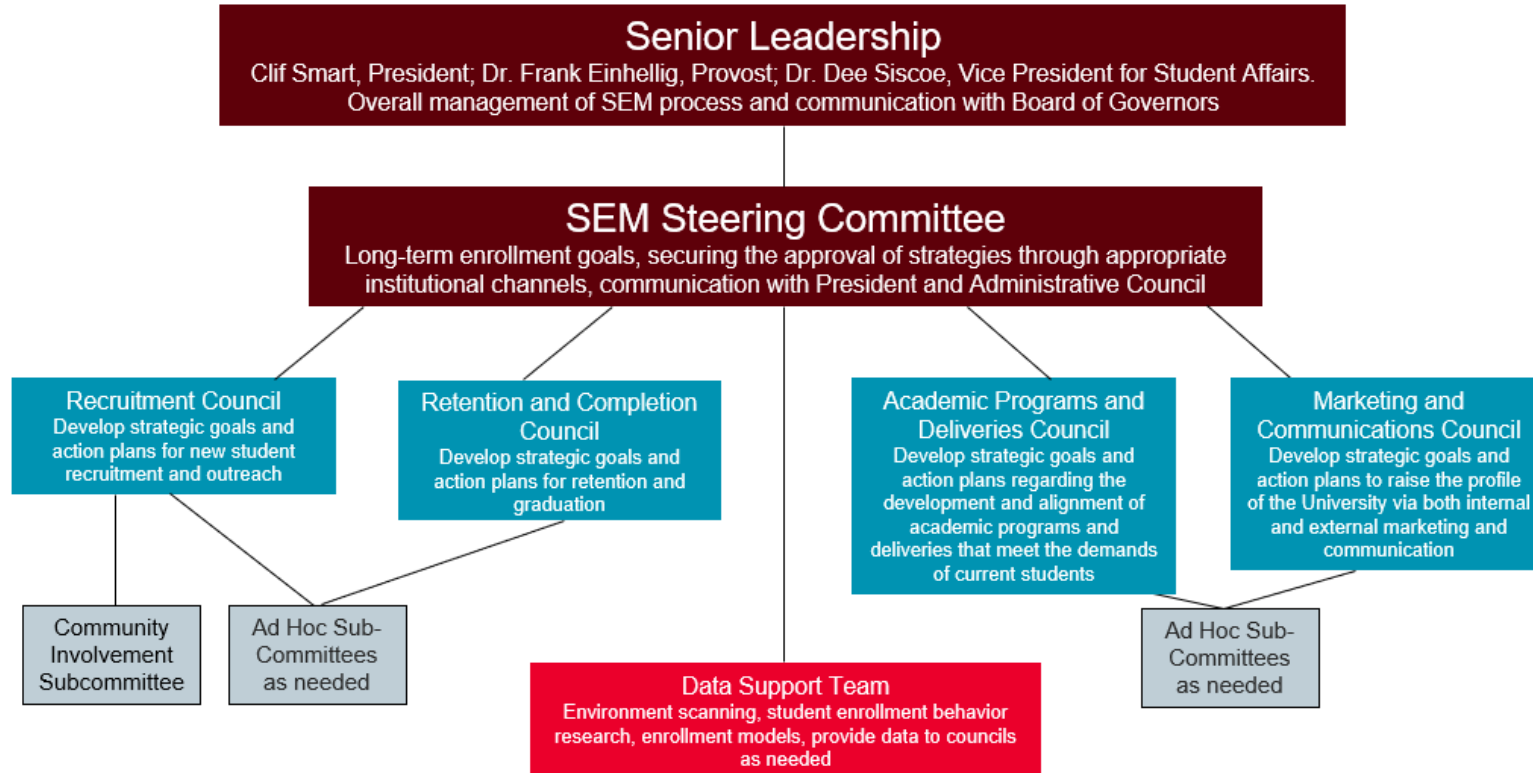 Senior Leadership
Clif Smart, President; Dr. Frank Einhellig, Provost; Dr. Dee Siscoe, Vice President for Student Affairs.
Overall management of SEM process and communication with Board of Governors
SEM Steering Committee
Long-term enrollment goals, securing the approval of strategies through appropriate
institutional channels, communication with President and Administrative Council
Recruitment Council
Develop strategic goals and
action plans for new student
recruitment and outreach
Retention and Completion
Council
Develop strategic goals and
action plans for retention and
graduation
Academic Programs and
Deliveries Council
Develop strategic goals and
action plans regarding the
development and alignment of
academic programs and
deliveries that meet the demands
of current students
Marketing and
Communications Council
Develop strategic goals and
action plans to raise the profile
of the University via both internal
and external marketing and
communication
Community
Involvement
Subcommittee
Ad Hoc Sub-
Committees
as needed
Ad Hoc Sub-
Committees
as needed
Data Support Team
Environment scanning, student enrollment behavior
research, enrollment models, provide data to councils
as needed